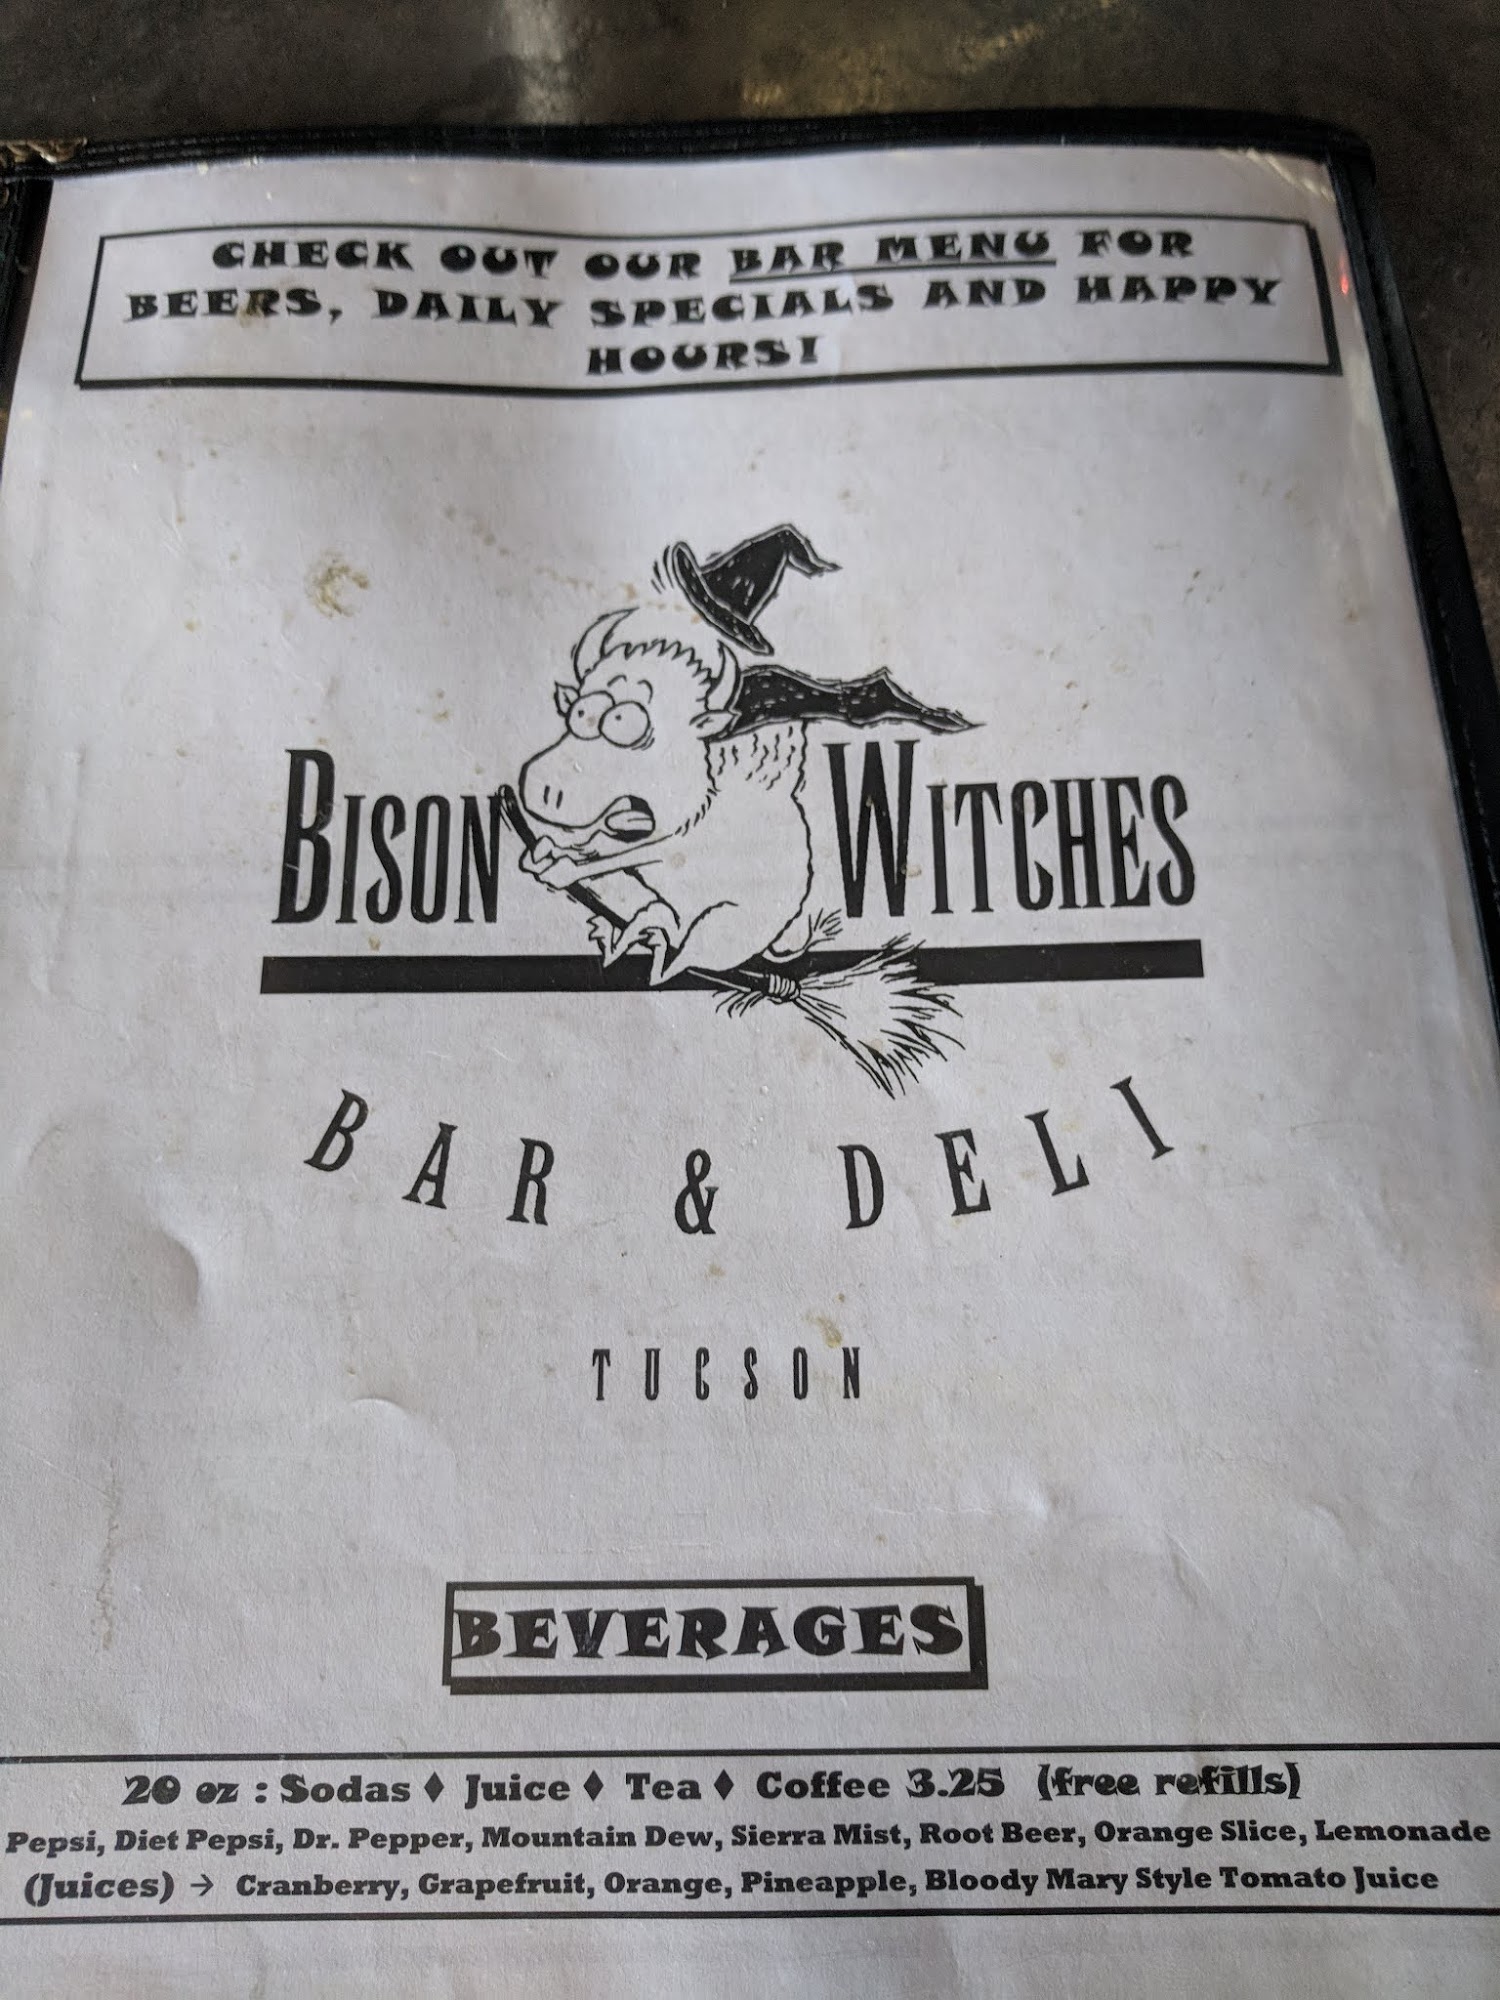 CHECK OUT OUR BAR MENU FOR
BEERS, DAILY SPECIALS AND HAPPY
HOURS!
BISON WITCHES
BAR & DELI
TUCSON
BEVERAGES
20 oz : Sodas ♦ Juice ♦ Tea ♦ Coffee 3.25 (free refills)
Pepsi, Diet Pepsi, Dr. Pepper, Mountain Dew, Sierra Mist, Root Beer, Orange Slice, Lemonade
(Juices) → Cranberry, Grapefruit, Orange, Pineapple, Bloody Mary Style Tomato Juice